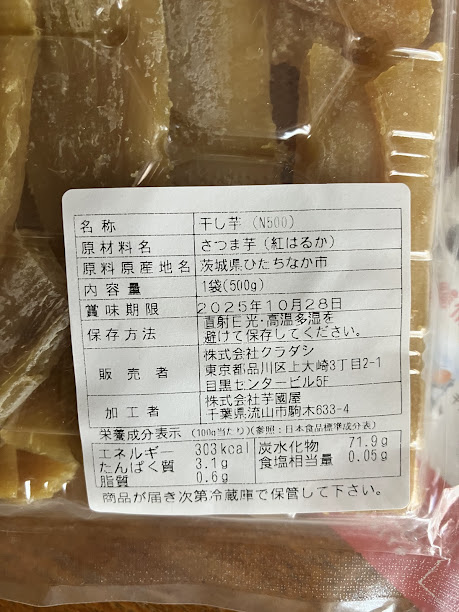 名称 干し芋 (N500)
原材料名 さつま芋 (紅はるか)
原料原産地名 茨城県ひたちなか市
内容量 1袋(500g)
賞味期限 2025年10月28日
保存方法 直射日光・高温多湿を
避けて保存してください。
販売者 株式会社クラダシ
東京都品川区上大崎3丁目2-1
目黒センタービル5F
加工者 株式会社芋國屋
千葉県流山市駒木633-4
栄養成分表示 (100g当たり)(参照:日本食品標準成分表)
エネルギー 303kcal 炭水化物 71.9g
たんぱく質 3.1g 食塩相当量 0.05g
脂質 0.6g
商品が届き次第冷蔵庫で保管して下さい。